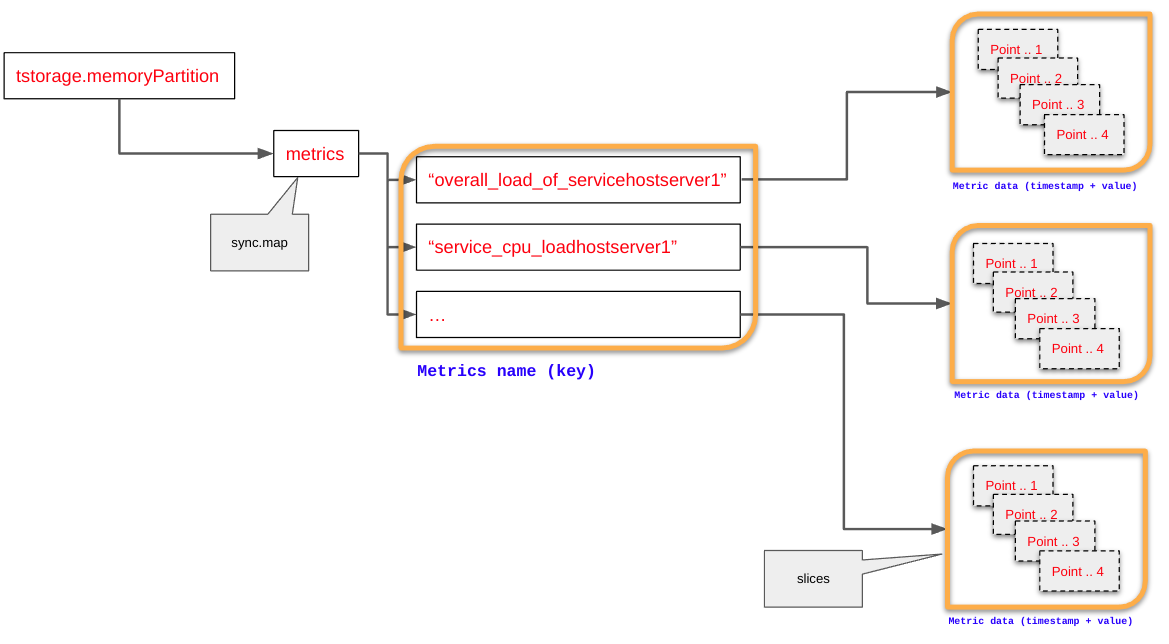 tstorage.memoryPartition
metrics
sync.map
“overall_load_of_servicehostserver1”
“service_cpu_loadhostserver1”
…
Metrics name (key)
Point .. 1
Point .. 2
Point .. 3
Point .. 4
Metric data (timestamp + value)
Point .. 1
Point .. 2
Point .. 3
Point .. 4
Metric data (timestamp + value)
Point .. 1
Point .. 2
Point .. 3
Point .. 4
slices
Metric data (timestamp + value)